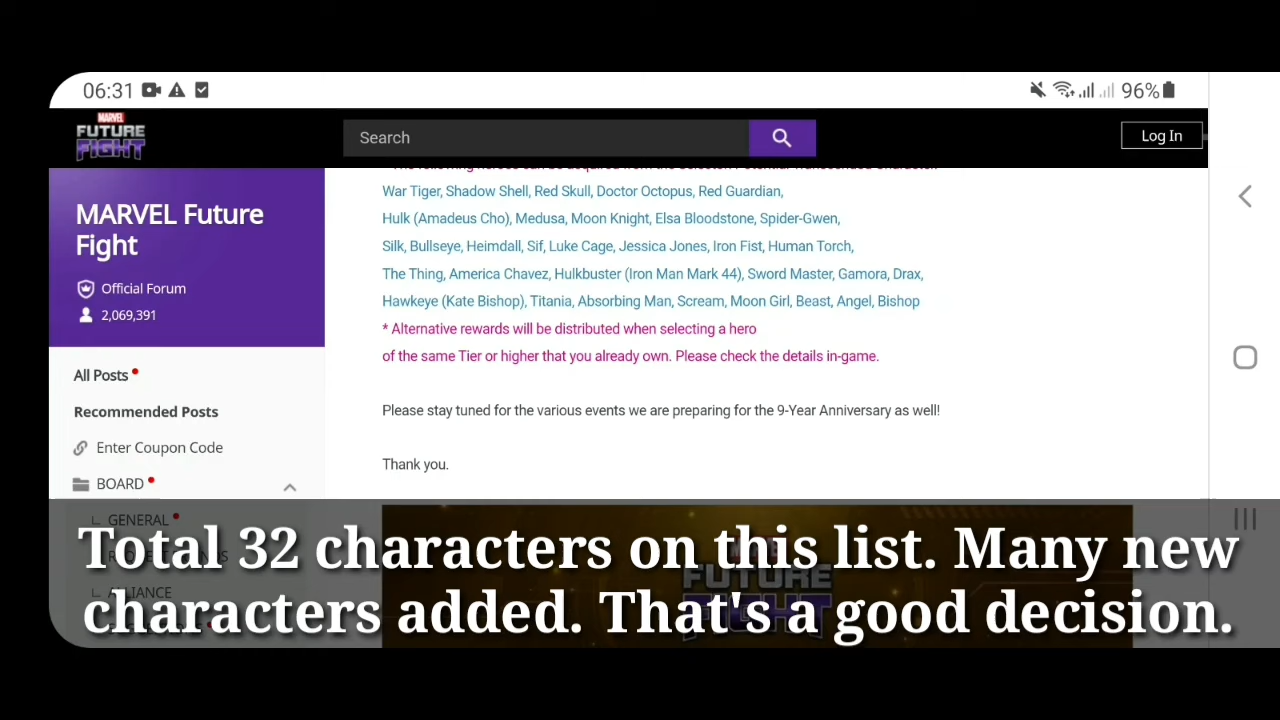 06:31
96%
MARVEL
FUTURE
FIGHT
Search
Log In
MARVEL Future
Fight
Official Forum
2,069,391
All Posts
Recommended Posts
Enter Coupon Code
BOARD
GENERAL
ALLIANCE
War Tiger, Shadow Shell, Red Skull, Doctor Octopus, Red Guardian,
Hulk (Amadeus Cho), Medusa, Moon Knight, Elsa Bloodstone, Spider-Gwen,
Silk, Bullseye, Heimdall, Sif, Luke Cage, Jessica Jones, Iron Fist, Human Torch,
The Thing, America Chavez, Hulkbuster (Iron Man Mark 44), Sword Master, Gamora, Drax,
Hawkeye (Kate Bishop), Titania, Absorbing Man, Scream, Moon Girl, Beast, Angel, Bishop
* Alternative rewards will be distributed when selecting a hero
of the same Tier or higher that you already own. Please check the details in-game.
Please stay tuned for the various events we are preparing for the 9-Year Anniversary as well!
Thank you.
FUTURE
FIGHT
Total 32 characters on this list. Many new
characters added. That's a good decision.